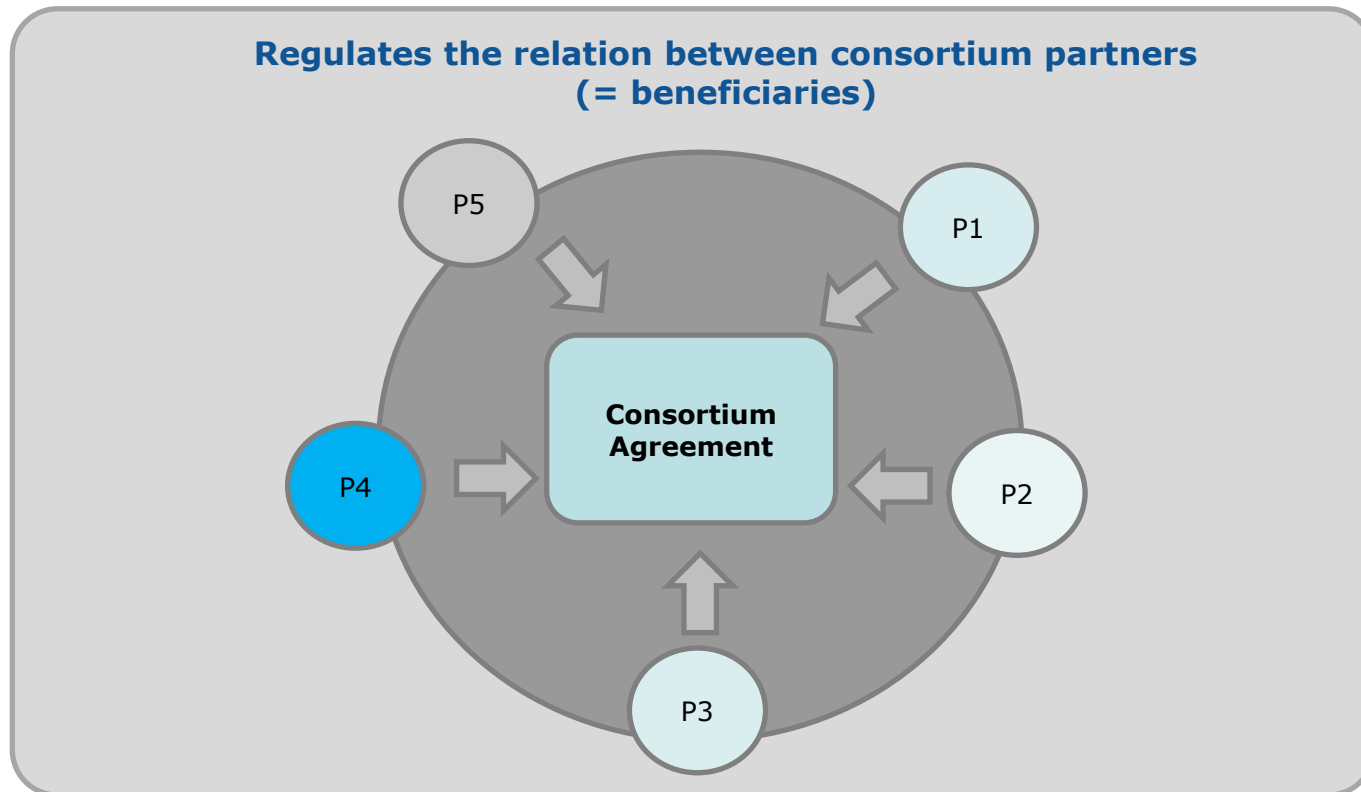 Regulates the relation between consortium partners
(= beneficiaries)
P5
P1
Consortium
Agreement
P4
P2
P3